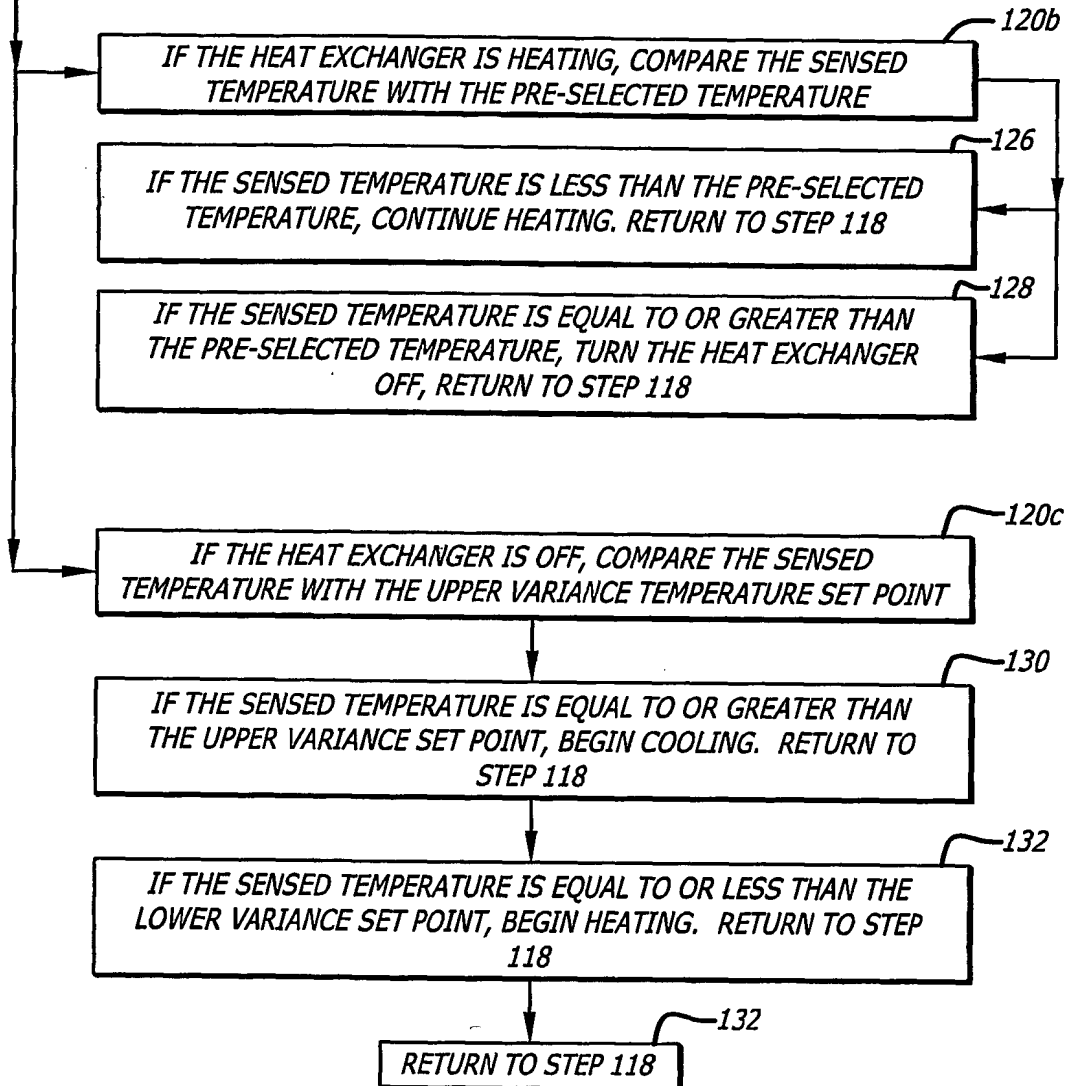 120b
IF THE HEAT EXCHANGER IS HEATING, COMPARE THE SENSED
TEMPERATURE WITH THE PRE-SELECTED TEMPERATURE
126
IF THE SENSED TEMPERATURE IS LESS THAN THE PRE-SELECTED
TEMPERATURE, CONTINUE HEATING. RETURN TO STEP 118
128
IF THE SENSED TEMPERATURE IS EQUAL TO OR GREATER THAN
THE PRE-SELECTED TEMPERATURE, TURN THE HEAT EXCHANGER
OFF, RETURN TO STEP 118
120c
IF THE HEAT EXCHANGER IS OFF, COMPARE THE SENSED
TEMPERATURE WITH THE UPPER VARIANCE TEMPERATURE SET POINT
130
IF THE SENSED TEMPERATURE IS EQUAL TO OR GREATER THAN
THE UPPER VARIANCE SET POINT, BEGIN COOLING. RETURN TO
STEP 118
132
IF THE SENSED TEMPERATURE IS EQUAL TO OR LESS THAN THE
LOWER VARIANCE SET POINT, BEGIN HEATING. RETURN TO STEP
118
132
RETURN TO STEP 118